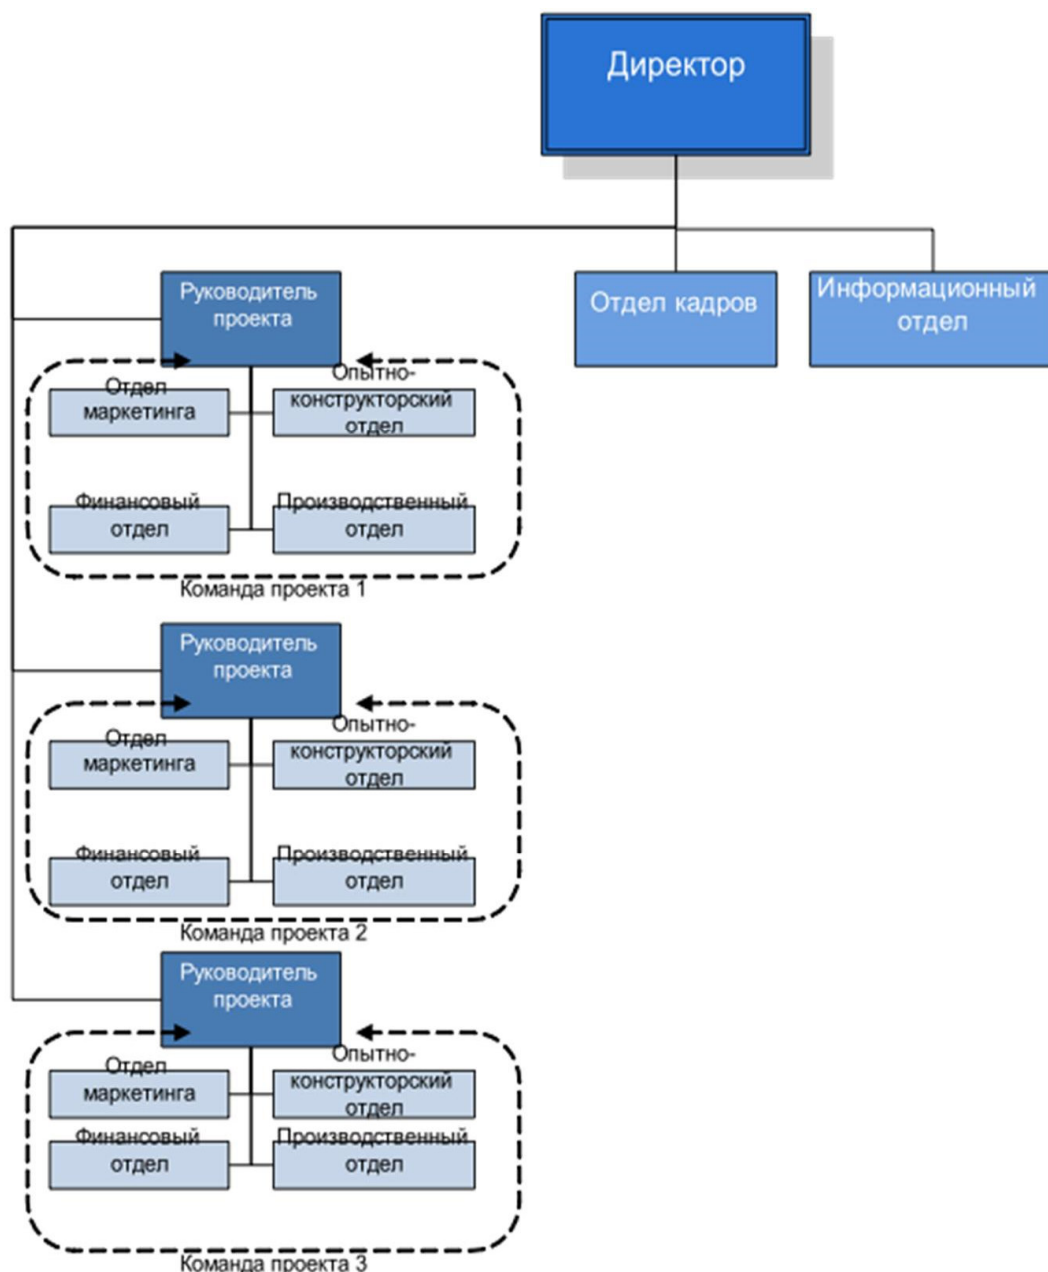 Директор
Отдел кадров
Информационный
отдел
Руководитель
проекта
Отдел
маркетинга
Опытно-
конструкторский
отдел
Финансовый
отдел
Производственный
отдел
Команда проекта 1
Руководитель
проекта
Отдел
маркетинга
Опытно-
конструкторский
отдел
Финансовый
отдел
Производственный
отдел
Команда проекта 2
Руководитель
проекта
Отдел
маркетинга
Опытно-
конструкторский
отдел
Финансовый
отдел
Производственный
отдел
Команда проекта 3